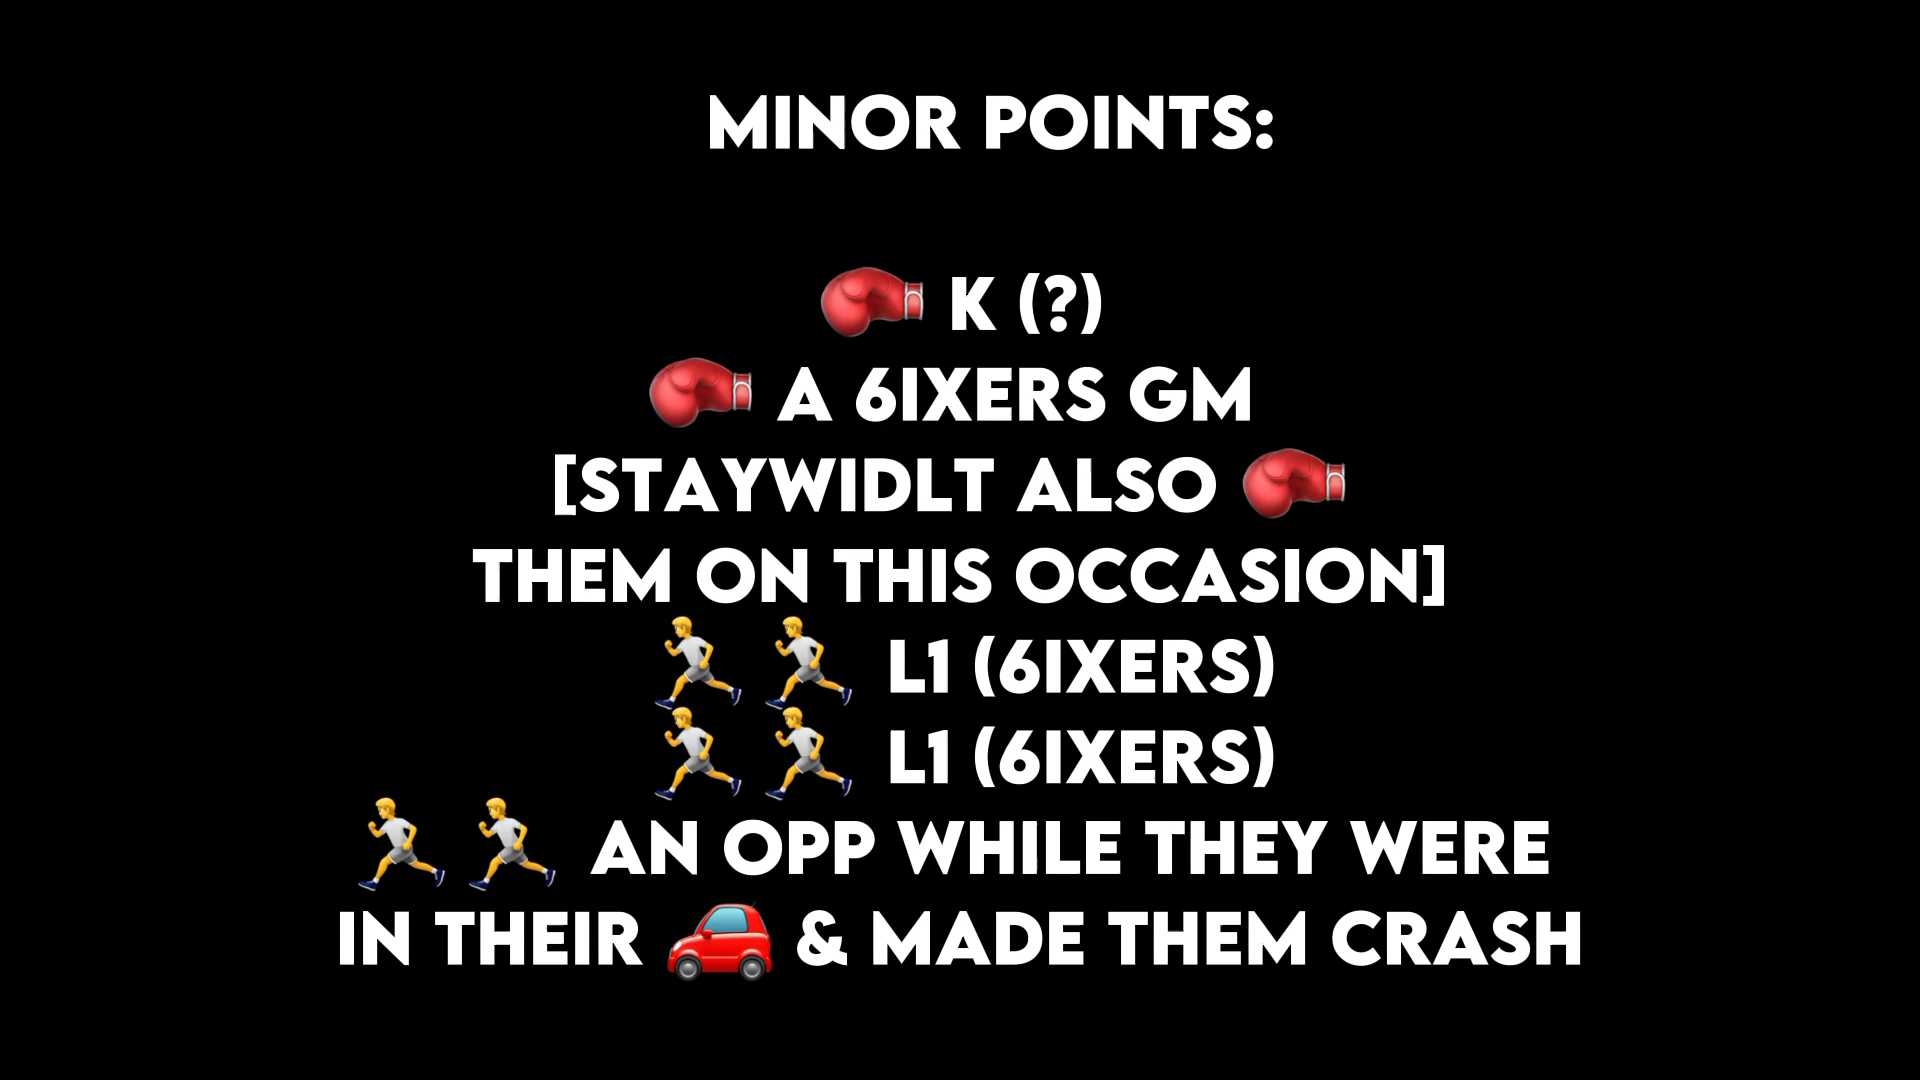 MINOR POINTS:
🥊 K (?)
🥊 A 6IXERS GM
[STAYWIDLT ALSO 🥊
THEM ON THIS OCCASION]
🏃🏃 L1 (6IXERS)
🏃🏃 L1 (6IXERS)
🏃🏃 AN OPP WHILE THEY WERE
IN THEIR 🚗 & MADE THEM CRASH